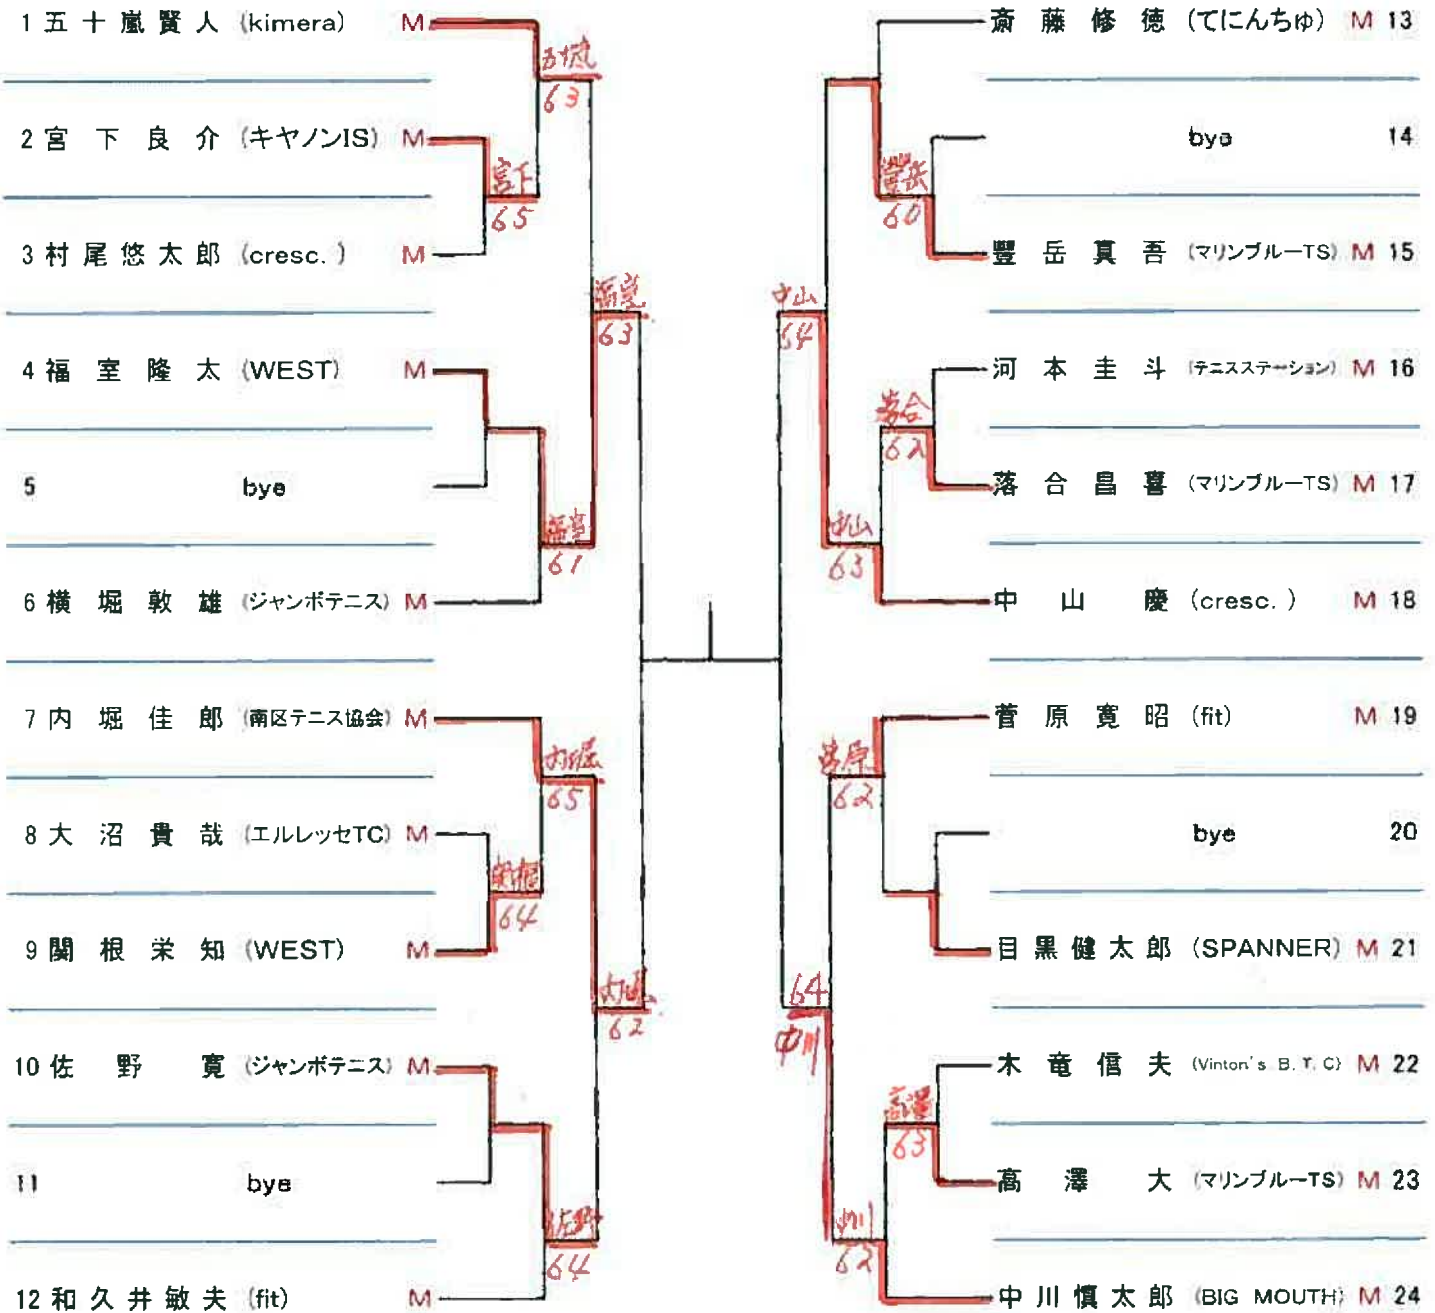 1 五十嵐賢人 (kimera) M
63
2 宮下良介 (キヤノンIS) M
宮下
65
3 村尾悠太郎 (cresc.) M
福室
63
4 福室隆太 (WEST) M
5 bye
福室
61
6 横堀敦雄 (ジャンボテニス) M
7 内堀佳郎 (南区テニス協会) M
内堀
65
8 大沼貴哉 (エルレッセTC) M
関根
64
9 関根栄知 (WEST) M
内堀
62
10 佐野寛 (ジャンボテニス) M
11 bye
佐野
64
12 和久井敏夫 (fit) M
斎藤修徳 (てにんちゅ) M 13
bye 14
豊岳
60
豐岳真吾 (マリンブルーTS) M 15
中山
64
河本圭斗 (テニスステーション) M 16
落合
62
落合昌喜 (マリンブルーTS) M 17
中山
63
中山慶 (cresc.) M 18
菅原寛昭 (fit) M 19
菅原
62
bye 20
目黒健太郎 (SPANNER) M 21
64
中川
木竜信夫 (Vinton's B.T.C) M 22
高澤
63
高澤大 (マリンブルーTS) M 23
中川
62
中川慎太郎 (BIG MOUTH) M 24